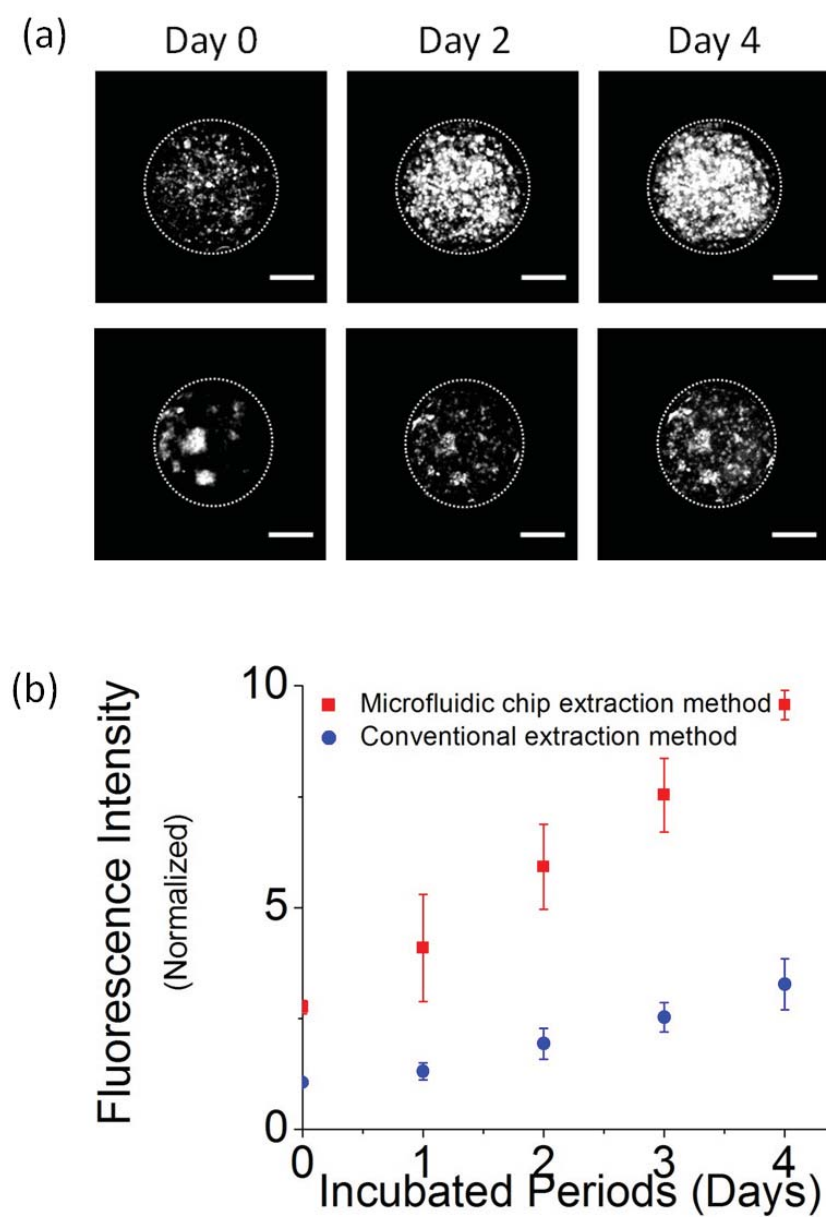 (a)
Day 0 Day 2 Day 4
(b)
Fluorescence Intensity
(Normalized)
10
5
0
Microfluidic chip extraction method
Conventional extraction method
0 1 2 3 4
Incubated Periods (Days)